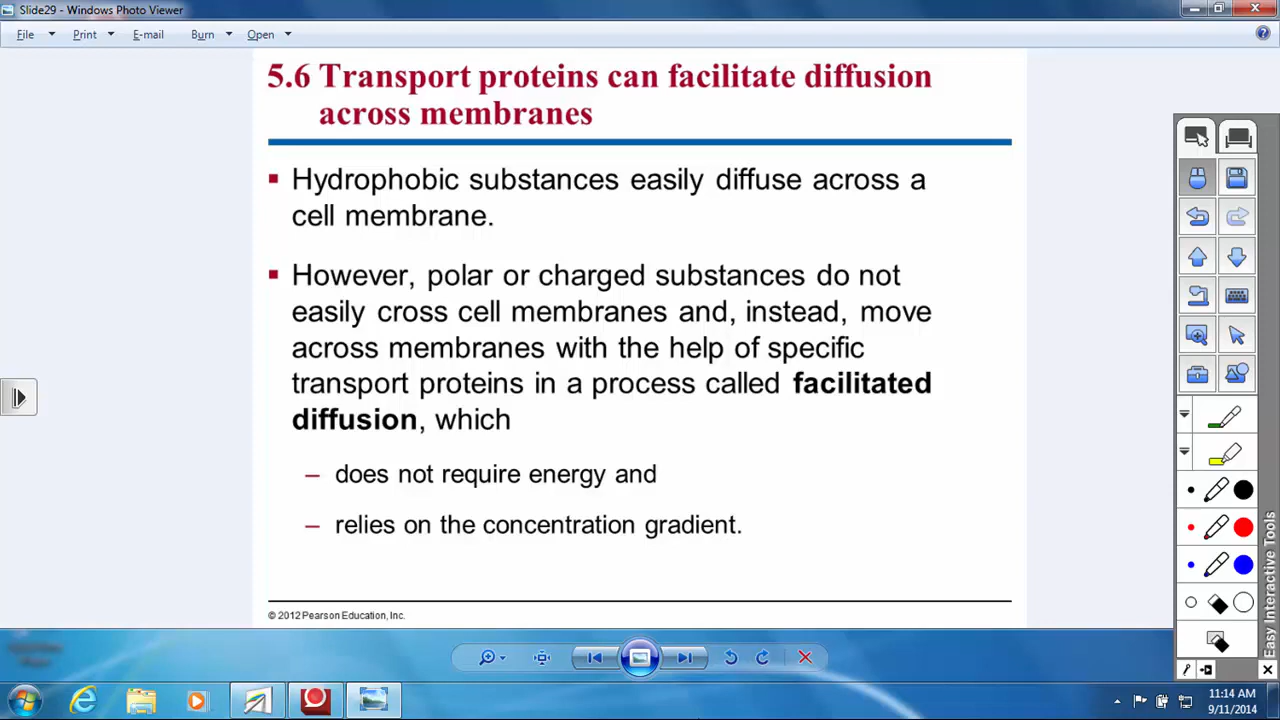 Slide29 - Windows Photo Viewer
File Print E-mail Burn Open
5.6 Transport proteins can facilitate diffusion
across membranes
Hydrophobic substances easily diffuse across a
cell membrane.
However, polar or charged substances do not
easily cross cell membranes and, instead, move
across membranes with the help of specific
transport proteins in a process called facilitated
diffusion, which
– does not require energy and
– relies on the concentration gradient.
© 2012 Pearson Education, Inc.
Easy Interactive Tools
11:14 AM
9/11/2014